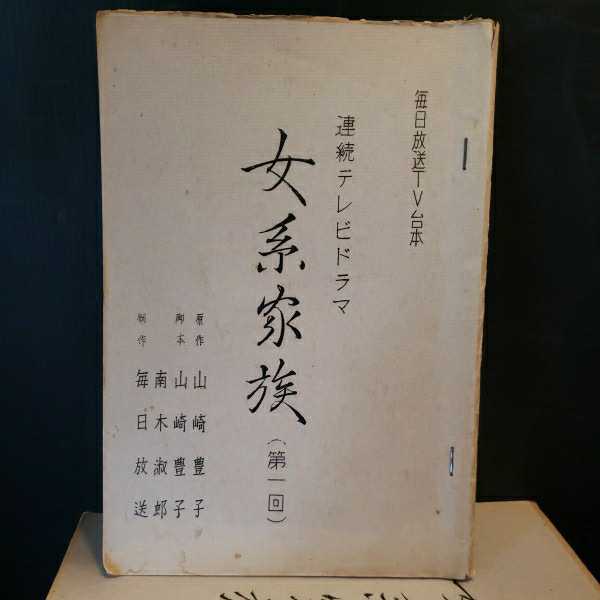 毎日放送TV台本
連続テレビドラマ
女系家族
(第一回)
原作 山崎豊子
脚本 山崎豊子
南木淑郎
制作 毎日放送